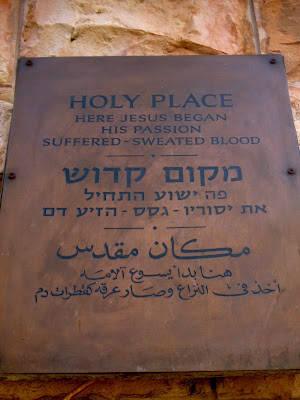 HOLY PLACE
HERE JESUS BEGAN
HIS PASSION
SUFFERED-SWEATED BLOOD
מקום קדוש
פה ישוע התחיל
את יסוריו - גסס - הזיע דם
مكان مقدس
هنا بدأ يسوع آلامه
أخذ في النزاع وصار عرقه كقطرات دم